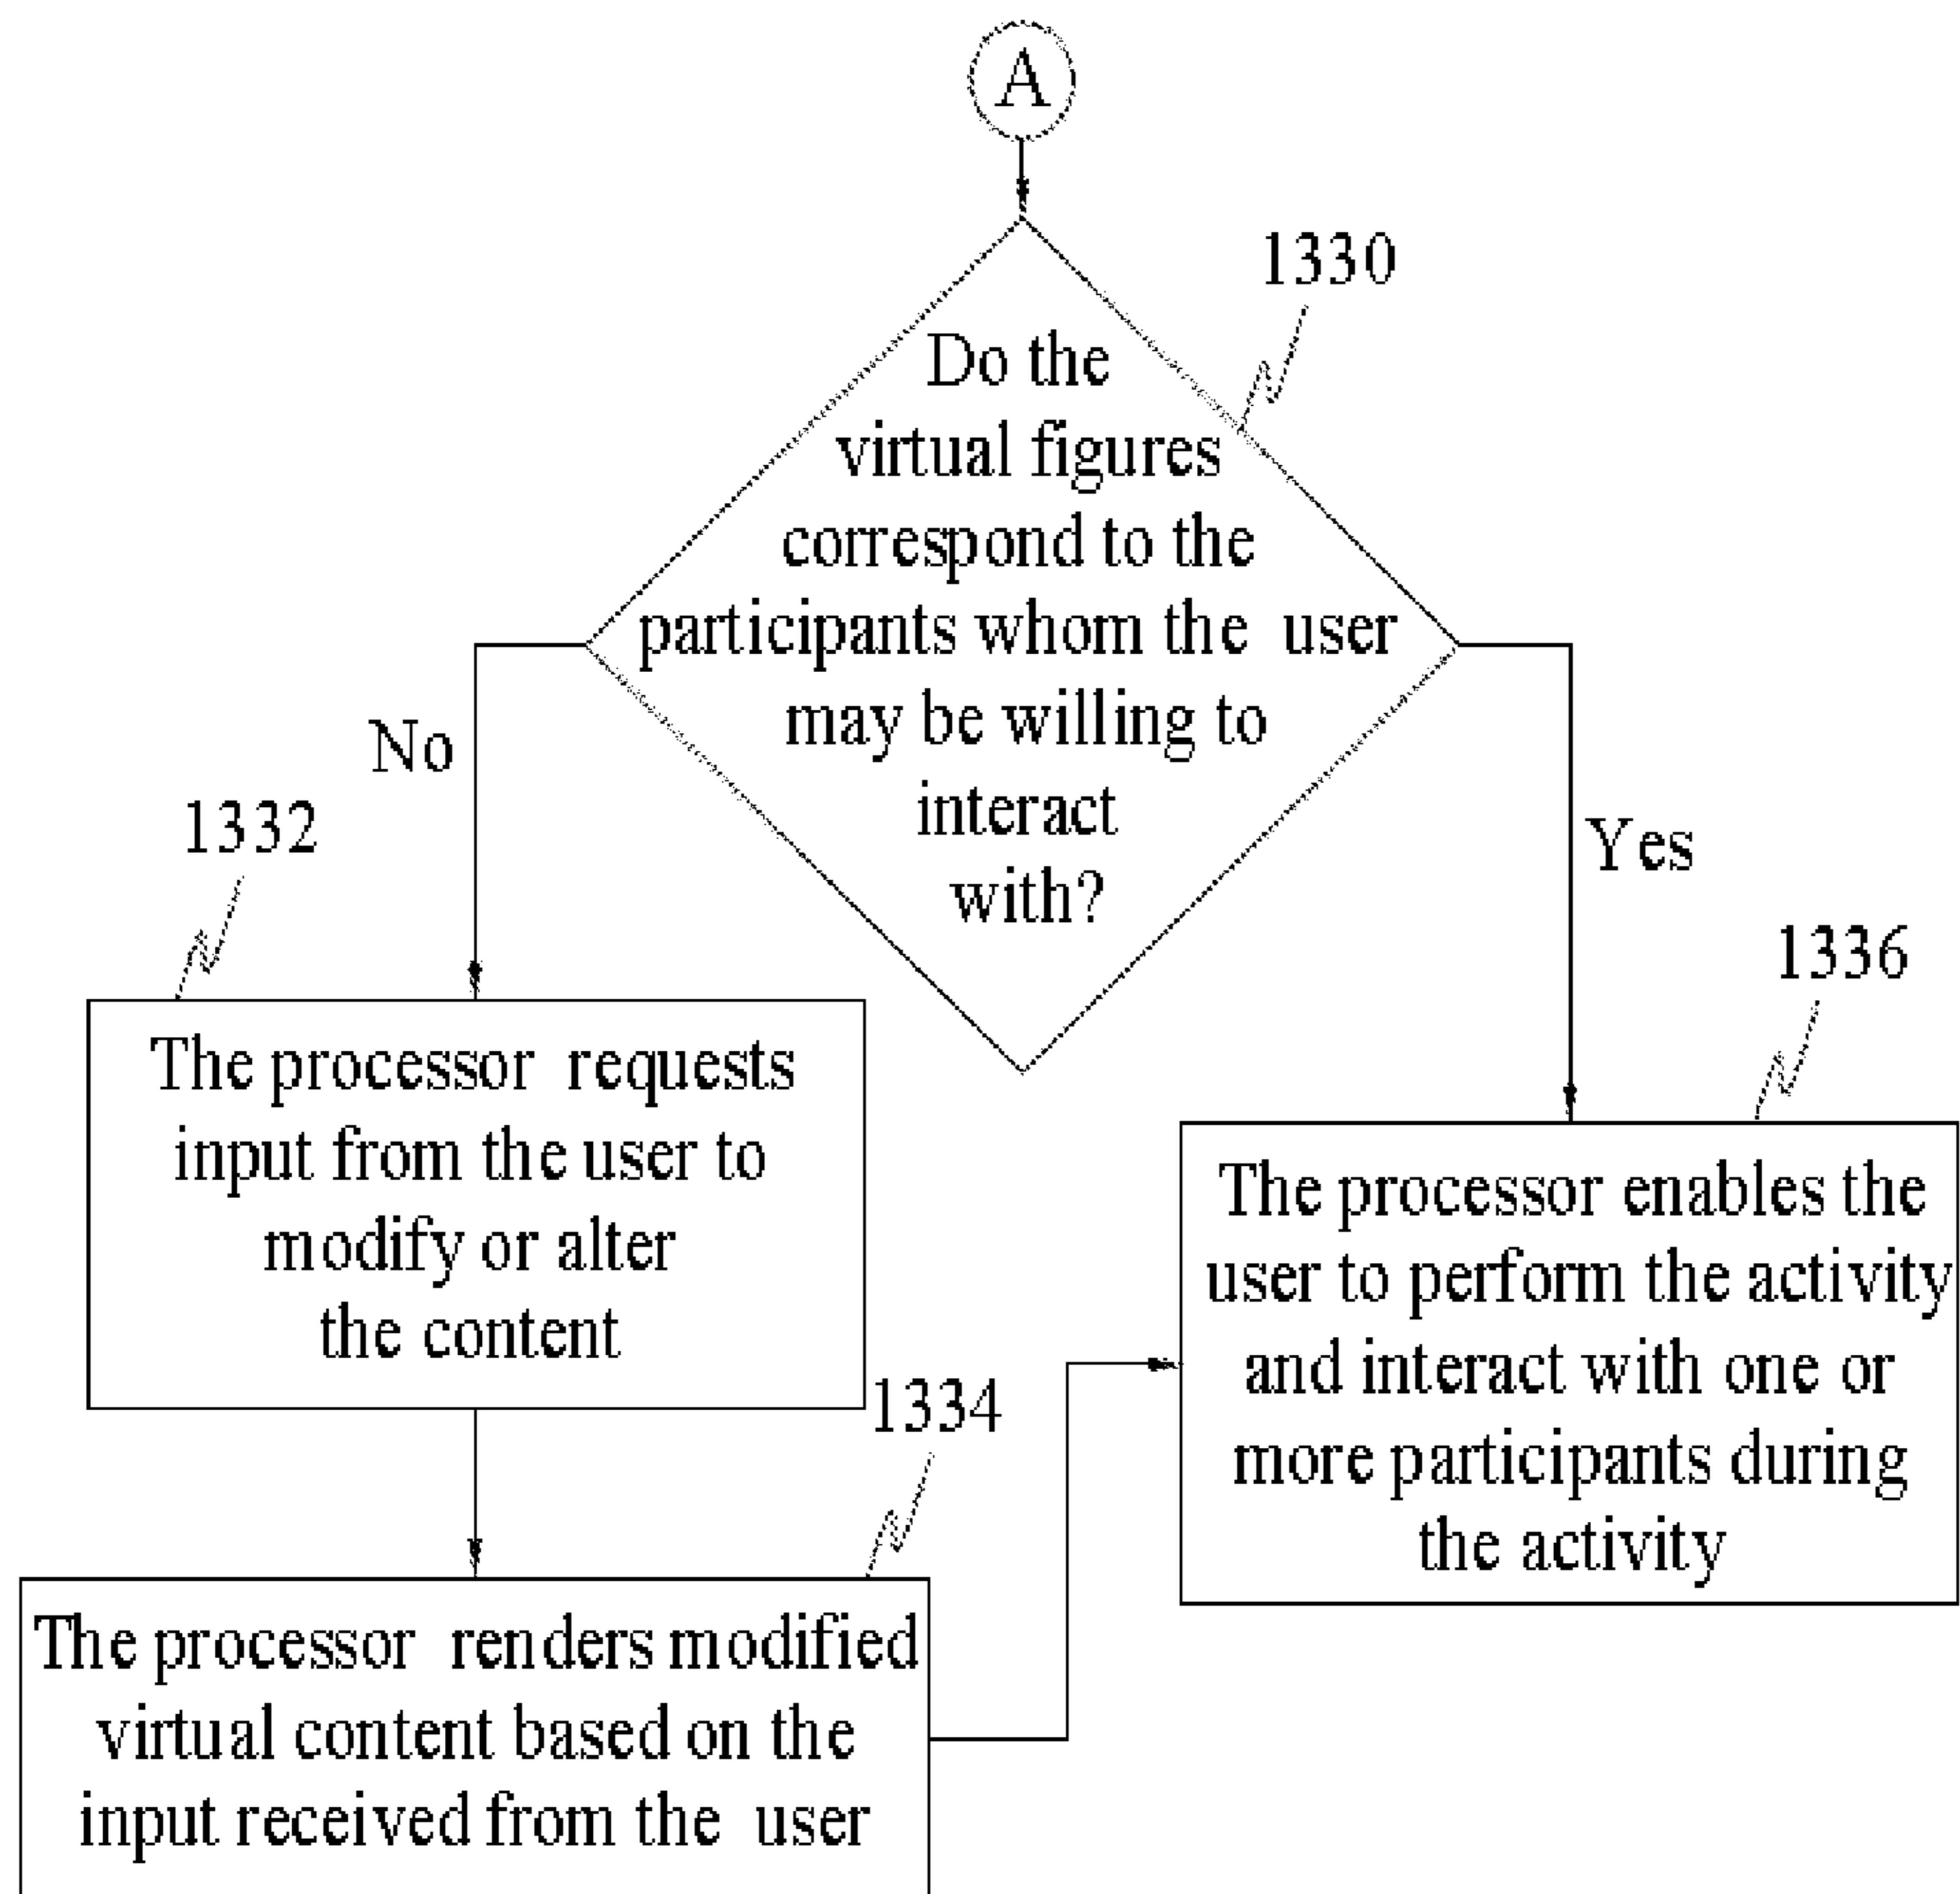 A
1330
Do the
virtual figures
correspond to the
participants whom the user
may be willing to
interact
with?
No
Yes
1332
The processor requests
input from the user to
modify or alter
the content
1334
The processor renders modified
virtual content based on the
input received from the user
1336
The processor enables the
user to perform the activity
and interact with one or
more participants during
the activity